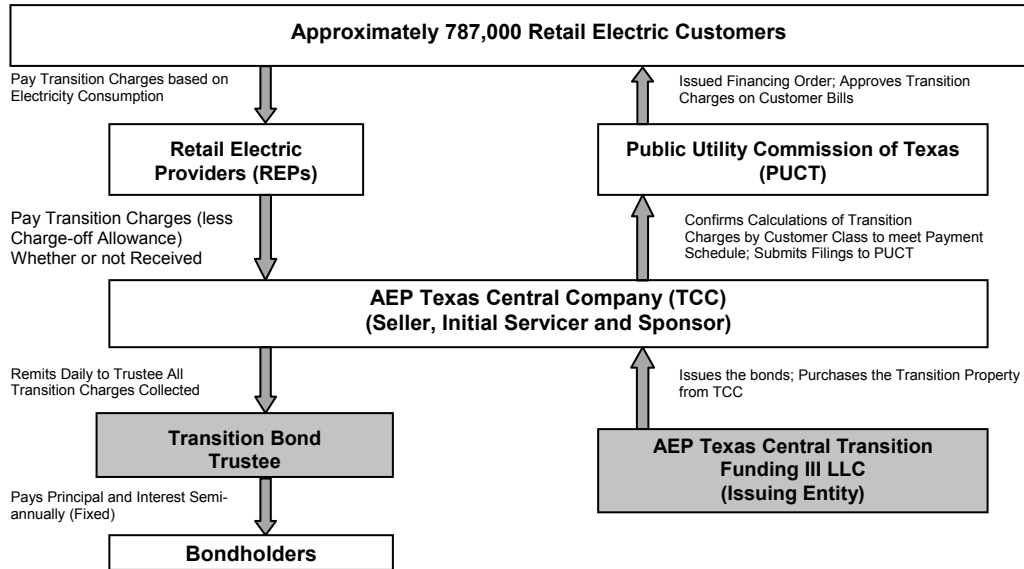 Approximately 787,000 Retail Electric Customers
Pay Transition Charges based on
Electricity Consumption
Issued Financing Order; Approves Transition
Charges on Customer Bills
Retail Electric
Providers (REPs)
Public Utility Commission of Texas
(PUCT)
Pay Transition Charges (less
Charge-off Allowance)
Whether or not Received
Confirms Calculations of Transition
Charges by Customer Class to meet Payment
Schedule; Submits Filings to PUCT
AEP Texas Central Company (TCC)
(Seller, Initial Servicer and Sponsor)
Remits Daily to Trustee All
Transition Charges Collected
Issues the bonds; Purchases the Transition Property
from TCC
Transition Bond
Trustee
AEP Texas Central Transition
Funding III LLC
(Issuing Entity)
Pays Principal and Interest Semi-
annually (Fixed)
Bondholders